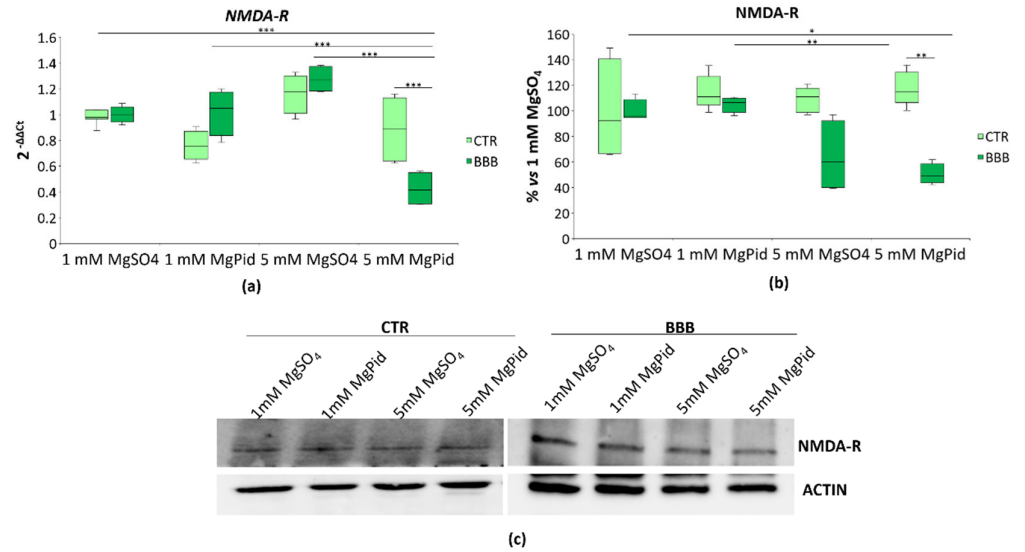 NMDA-R
***
***
***
***
1.6
1.4
1.2
1
0.8
0.6
0.4
0.2
0
2^-ΔΔCt
CTR
BBB
1 mM MgSO4 1 mM MgPid 5 mM MgSO4 5 mM MgPid
(a)
NMDA-R
*
**
**
160
140
120
100
80
60
40
20
0
% vs 1 mM MgSO₄
CTR
BBB
1 mM MgSO4 1 mM MgPid 5 mM MgSO4 5 mM MgPid
(b)
CTR BBB
1mM MgSO₄ 1mM MgPid 5mM MgSO₄ 5mM MgPid 1mM MgSO₄ 1mM MgPid 5mM MgSO₄ 5mM MgPid
NMDA-R
ACTIN
(c)